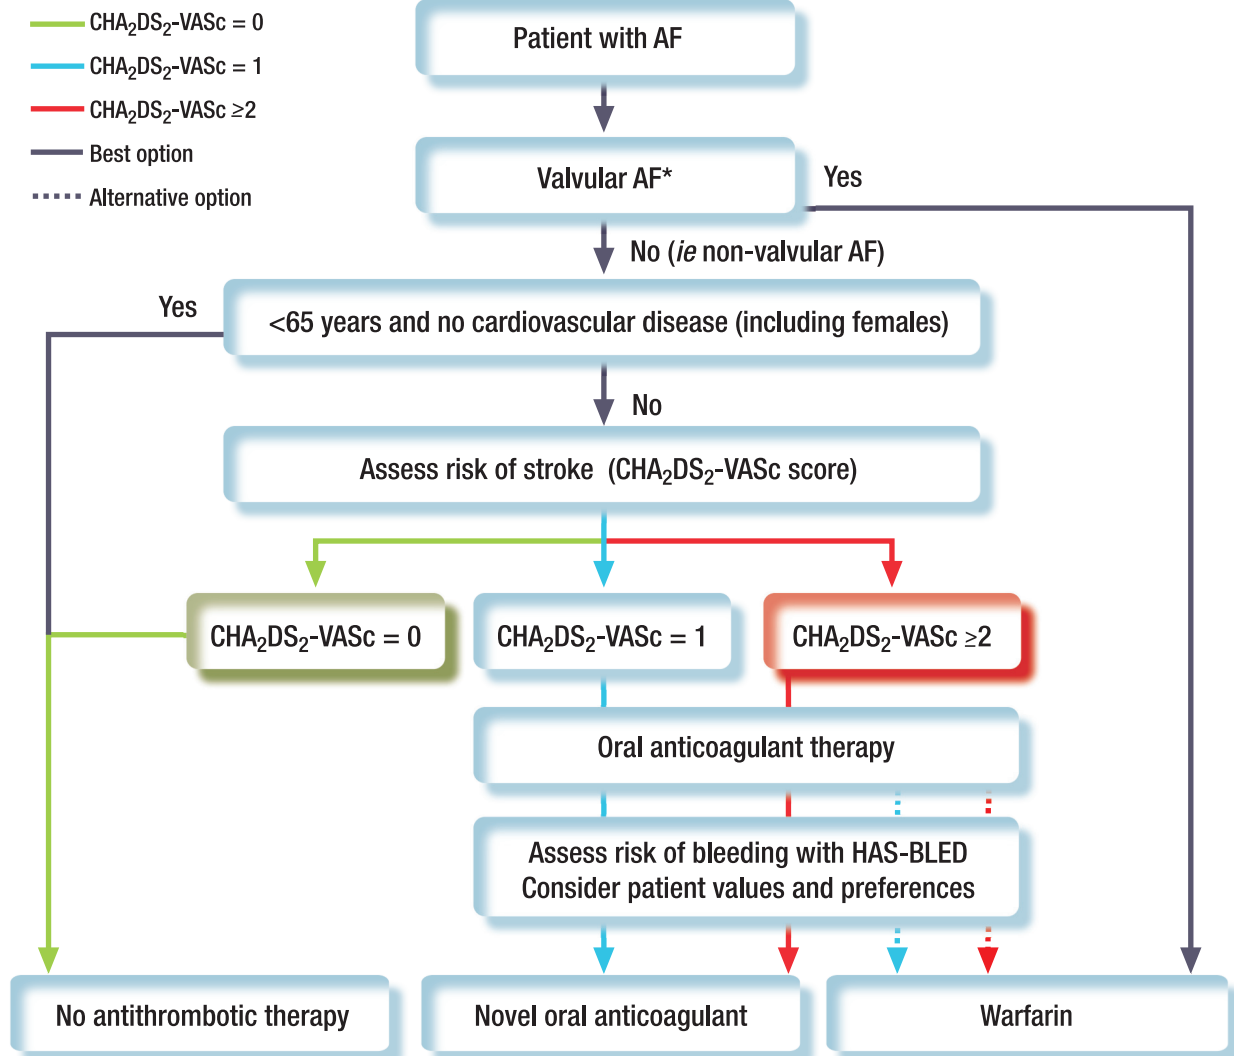 CHA₂DS₂-VASc = 0
CHA₂DS₂-VASc = 1
CHA₂DS₂-VASc ≥2
Best option
Alternative option
Patient with AF
Valvular AF*
Yes
No (ie non-valvular AF)
Yes
<65 years and no cardiovascular disease (including females)
No
Assess risk of stroke (CHA₂DS₂-VASc score)
CHA₂DS₂-VASc = 0
CHA₂DS₂-VASc = 1
CHA₂DS₂-VASc ≥2
Oral anticoagulant therapy
Assess risk of bleeding with HAS-BLED
Consider patient values and preferences
No antithrombotic therapy
Novel oral anticoagulant
Warfarin